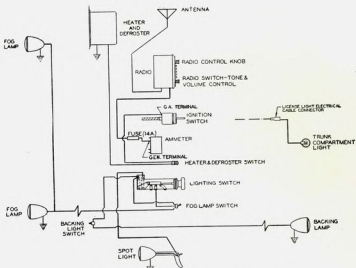 ANTENNA
HEATER
AND
DEFROSTER
FOG
LAMP
RADIO
RADIO CONTROL KNOB
RADIO SWITCH-TONE &
VOLUME CONTROL
G.A. TERMINAL
IGNITION
SWITCH
LICENSE LIGHT ELECTRICAL
CABLE CONNECTOR
FUSE (14A)
AMMETER
GEN. TERMINAL
TRUNK
COMPARTMENT
LIGHT
HEATER & DEFROSTER SWITCH
LIGHTING SWITCH
FOG LAMP SWITCH
FOG
LAMP
BACKING
LIGHT
SWITCH
BACKING
LAMP
SPOT
LIGHT